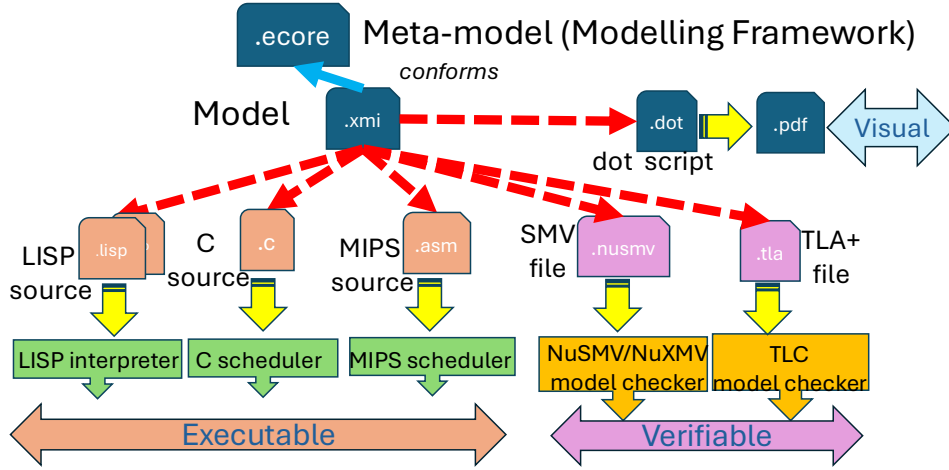 .ecore
Meta-model (Modelling Framework)
conforms
Model
.xmi
.dot
.pdf
Visual
dot script
LISP
source
.lisp
C
source
.c
MIPS
source
.asm
SMV
file
.nusmv
.tla
TLA+
file
LISP interpreter
C scheduler
MIPS scheduler
NuSMV/NuXMV
model checker
TLC
model checker
Executable
Verifiable